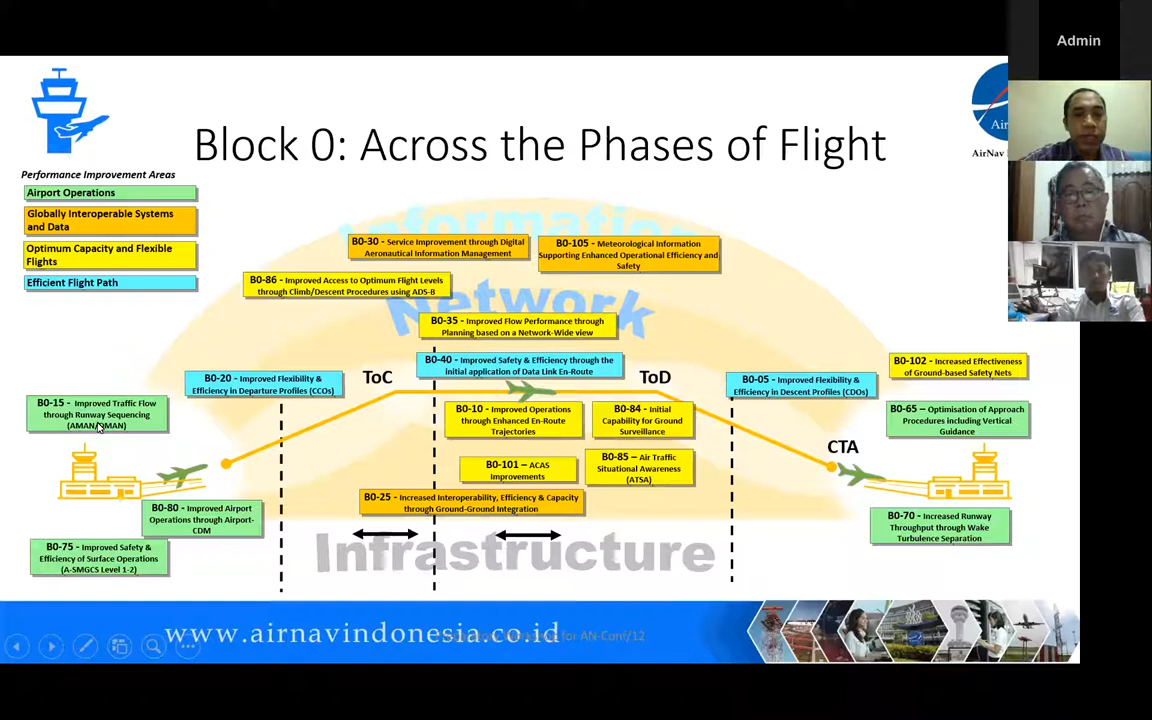 Admin
Block 0: Across the Phases of Flight
Performance Improvement Areas
Airport Operations
Globally Interoperable Systems
and Data
Optimum Capacity and Flexible
Flights
Efficient Flight Path
Information
B0-30 - Service Improvement through Digital
Aeronautical Information Management
B0-105 - Meteorological Information
Supporting Enhanced Operational Efficiency and
Safety
B0-86 - Improved Access to Optimum Flight Levels
through Climb/Descent Procedures using ADS-B
Network
B0-35 - Improved Flow Performance through
Planning based on a Network-Wide view
B0-40 - Improved Safety & Efficiency through the
initial application of Data Link En-Route
B0-102 - Increased Effectiveness
of Ground-based Safety Nets
B0-20 - Improved Flexibility &
Efficiency in Departure Profiles (CCOs)
ToC
ToD
B0-05 - Improved Flexibility &
Efficiency in Descent Profiles (CDOs)
B0-15 - Improved Traffic Flow
through Runway Sequencing
B0-10 - Improved Operations
through Enhanced En-Route
Trajectories
B0-84 - Initial
Capability for Ground
Surveillance
B0-65 – Optimisation of Approach
Procedures including Vertical
Guidance
CTA
B0-101 – ACAS
Improvements
B0-85 – Air Traffic
Situational Awareness
(ATSA)
B0-25 - Increased Interoperability, Efficiency & Capacity
through Ground-Ground Integration
B0-80 - Improved Airport
Operations through Airport-
CDM
B0-70 - Increased Runway
Throughput through Wake
Turbulence Separation
B0-75 - Improved Safety &
Efficiency of Surface Operations
(A-SMGCS Level 1-2)
Infrastructure
www.airnavindonesia.co.id
for AN-Conf/12